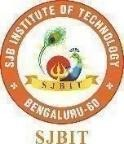 SJB INSTITUTE OF TECHNOLOGY
SJBIT
BENGALURU-60
SJBIT